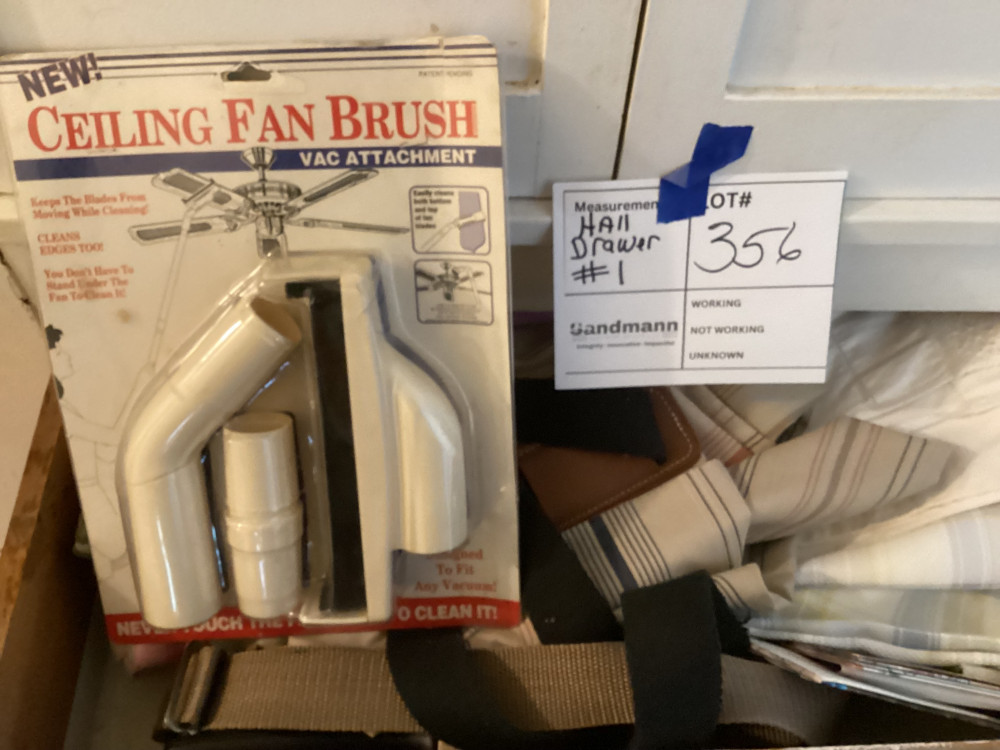 NEW!
PATENT PENDING
CEILING FAN BRUSH
VAC ATTACHMENT
Keeps The Blades From
Moving While Cleaning!
CLEANS
EDGES TOO!
You Don't Have To
Stand Under The
Fan To Clean It!
Easily cleans
both bottom
and top
of fan
blades
To Fit
Any Vacuum!
NEVER TOUCH THE
TO CLEAN IT!
LOT#
Hall
Drawer
#1
356
Sandmann
WORKING
NOT WORKING
UNKNOWN